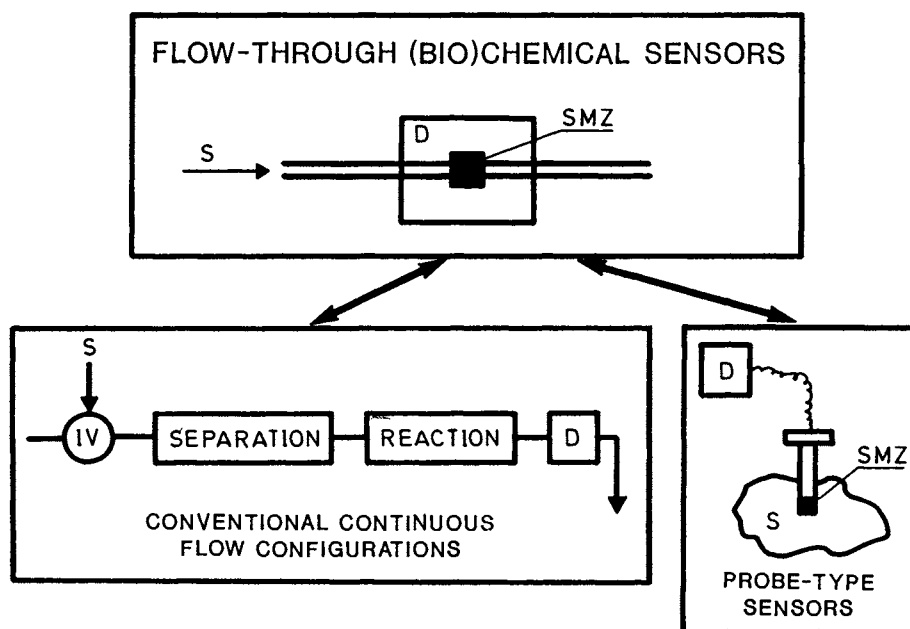 FLOW-THROUGH (BIO)CHEMICAL SENSORS
D
SMZ
S
S
IV
SEPARATION
REACTION
D
CONVENTIONAL CONTINUOUS
FLOW CONFIGURATIONS
D
SMZ
S
PROBE-TYPE
SENSORS